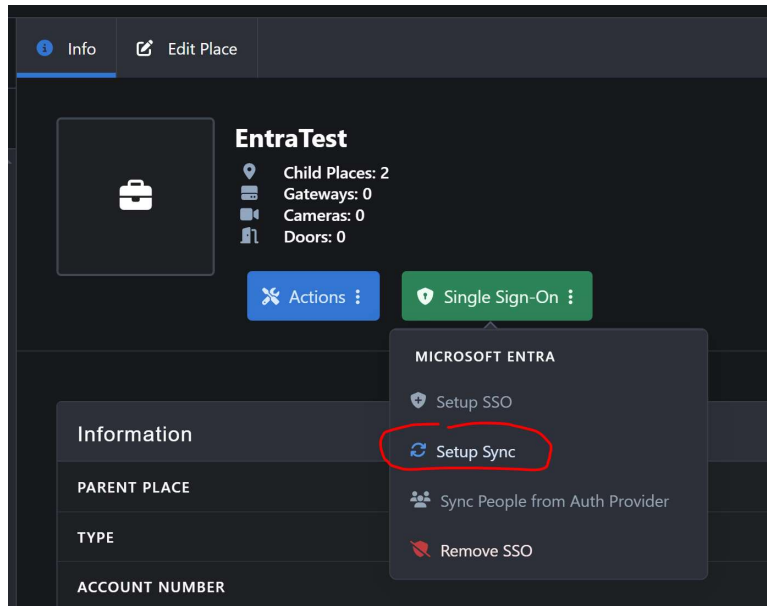 Info
Edit Place
EntraTest
Child Places: 2
Gateways: 0
Cameras: 0
Doors: 0
Actions
Single Sign-On
MICROSOFT ENTRA
Setup SSO
Setup Sync
Sync People from Auth Provider
Remove SSO
Information
PARENT PLACE
TYPE
ACCOUNT NUMBER